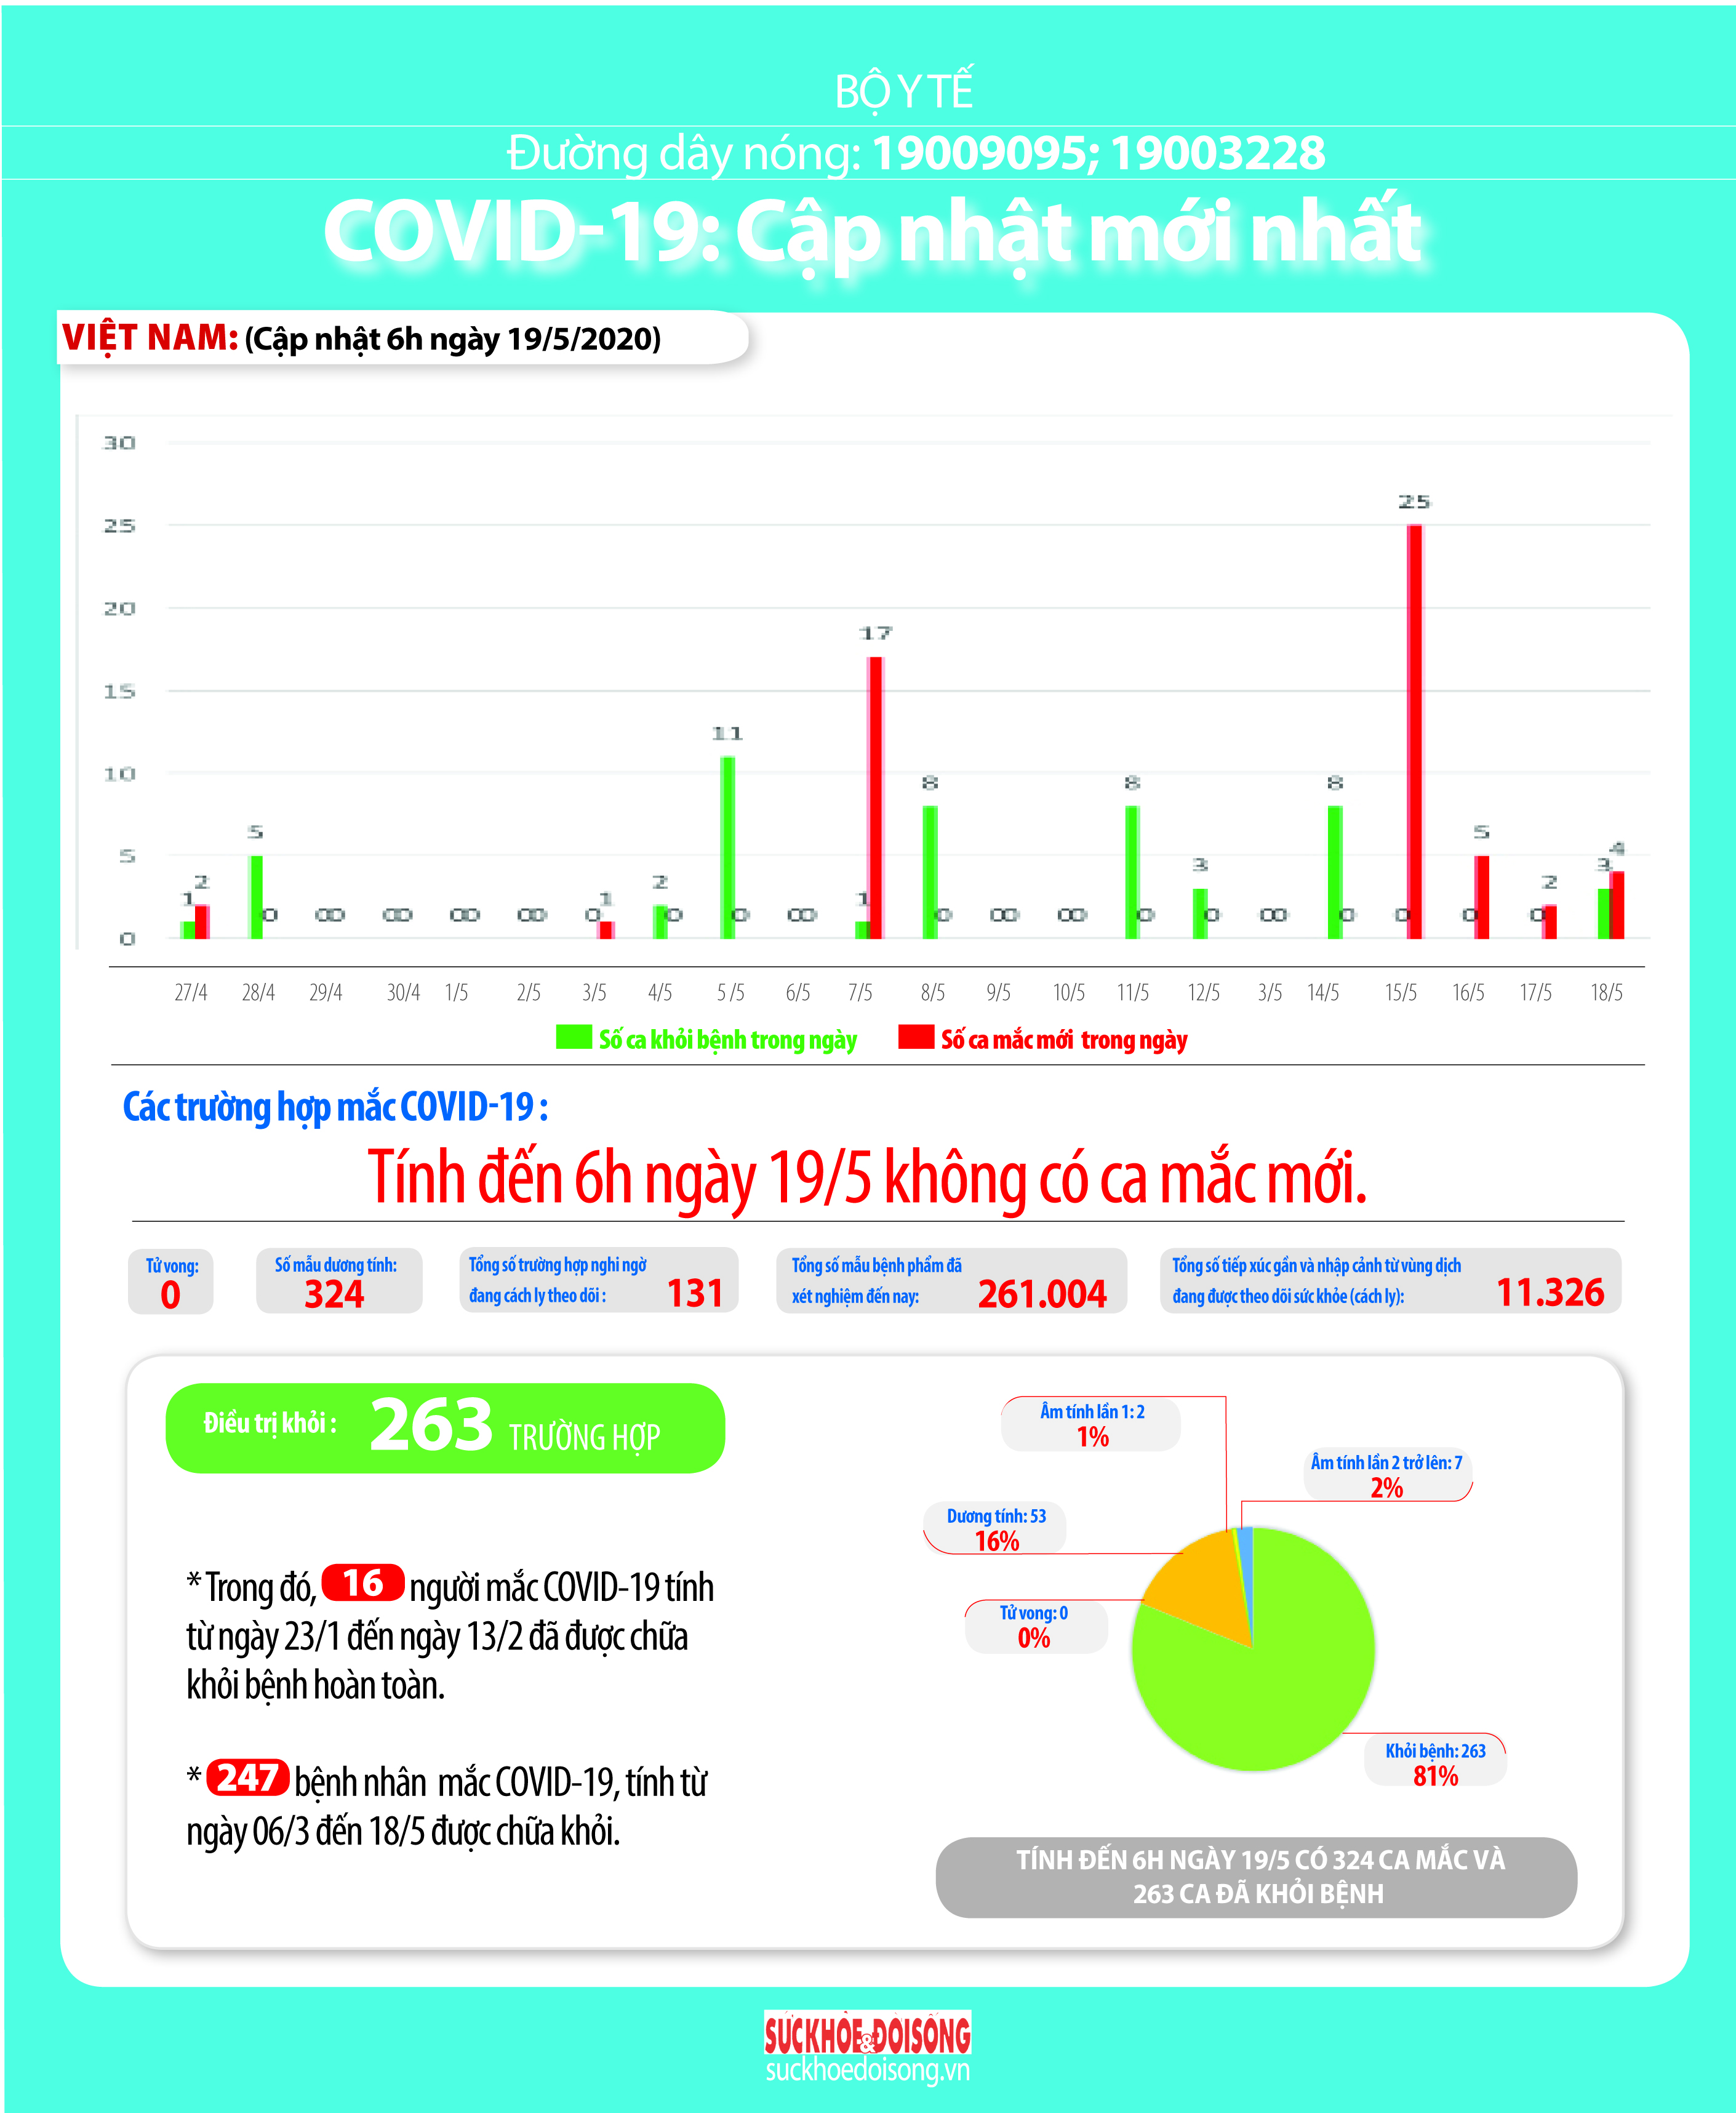 BỘ Y TẾ
Đường dây nóng: 19009095; 19003228
COVID-19: Cập nhật mới nhất
VIỆT NAM: (Cập nhật 6h ngày 19/5/2020)
30
25
20
15
10
5
0
1 2
5 0
0 0
0 0
0 0
0 0
0 1
2 0
11 0
0 0
1 17
8 0
0 0
0 0
8 0
3 0
0 0
8 0
0 25
0 5
0 2
3 4
27/4 28/4 29/4 30/4 1/5 2/5 3/5 4/5 5 /5 6/5 7/5 8/5 9/5 10/5 11/5 12/5 3/5 14/5 15/5 16/5 17/5 18/5
Số ca khỏi bệnh trong ngày Số ca mắc mới trong ngày
Các trường hợp mắc COVID-19 :
Tính đến 6h ngày 19/5 không có ca mắc mới.
Tử vong:
0
Số mẫu dương tính:
324
Tổng số trường hợp nghi ngờ
đang cách ly theo dõi : 131
Tổng số mẫu bệnh phẩm đã
xét nghiệm đến nay: 261.004
Tổng số tiếp xúc gần và nhập cảnh từ vùng dịch
đang được theo dõi sức khỏe (cách ly): 11.326
Điều trị khỏi : 263 TRƯỜNG HỢP
* Trong đó, 16 người mắc COVID-19 tính
từ ngày 23/1 đến ngày 13/2 đã được chữa
khỏi bệnh hoàn toàn.
* 247 bệnh nhân mắc COVID-19, tính từ
ngày 06/3 đến 18/5 được chữa khỏi.
Âm tính lần 1: 2
1%
Âm tính lần 2 trở lên: 7
2%
Dương tính: 53
16%
Tử vong: 0
0%
Khỏi bệnh: 263
81%
TÍNH ĐẾN 6H NGÀY 19/5 CÓ 324 CA MẮC VÀ
263 CA ĐÃ KHỎI BỆNH
SỨC KHỎE & ĐỜI SỐNG
suckhoedoisong.vn